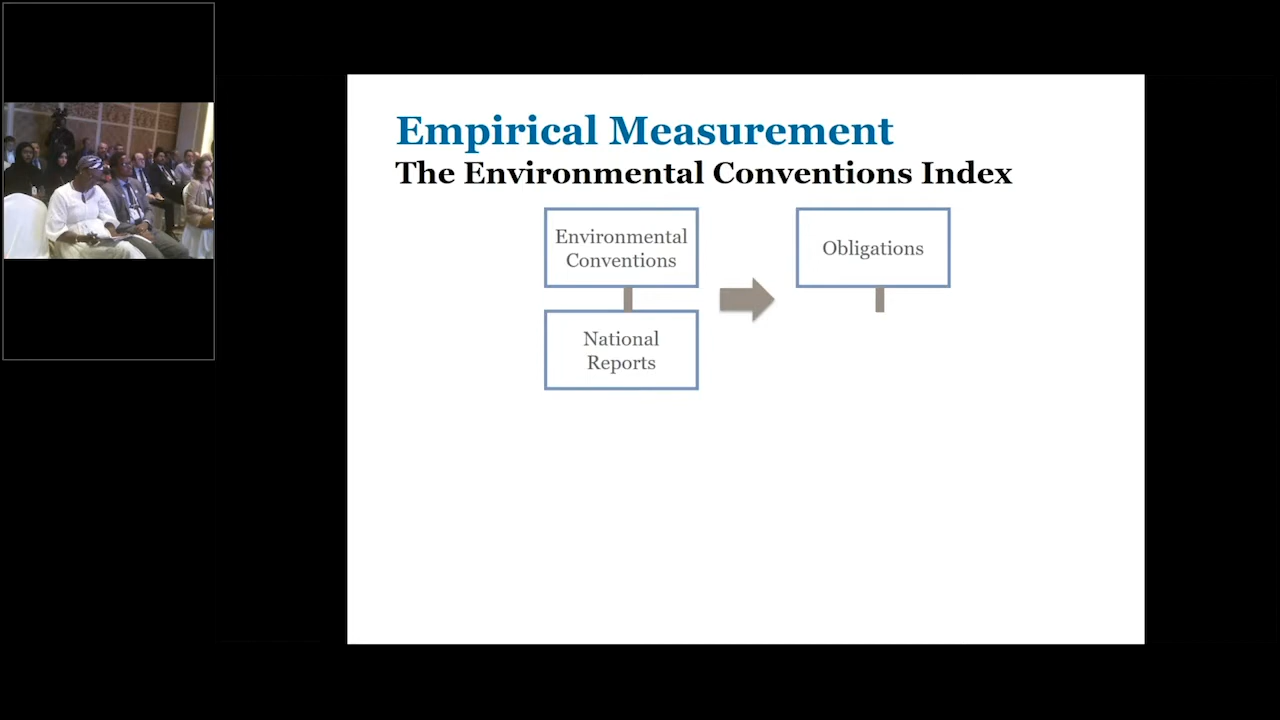 Empirical Measurement
The Environmental Conventions Index
Environmental
Conventions
Obligations
National
Reports